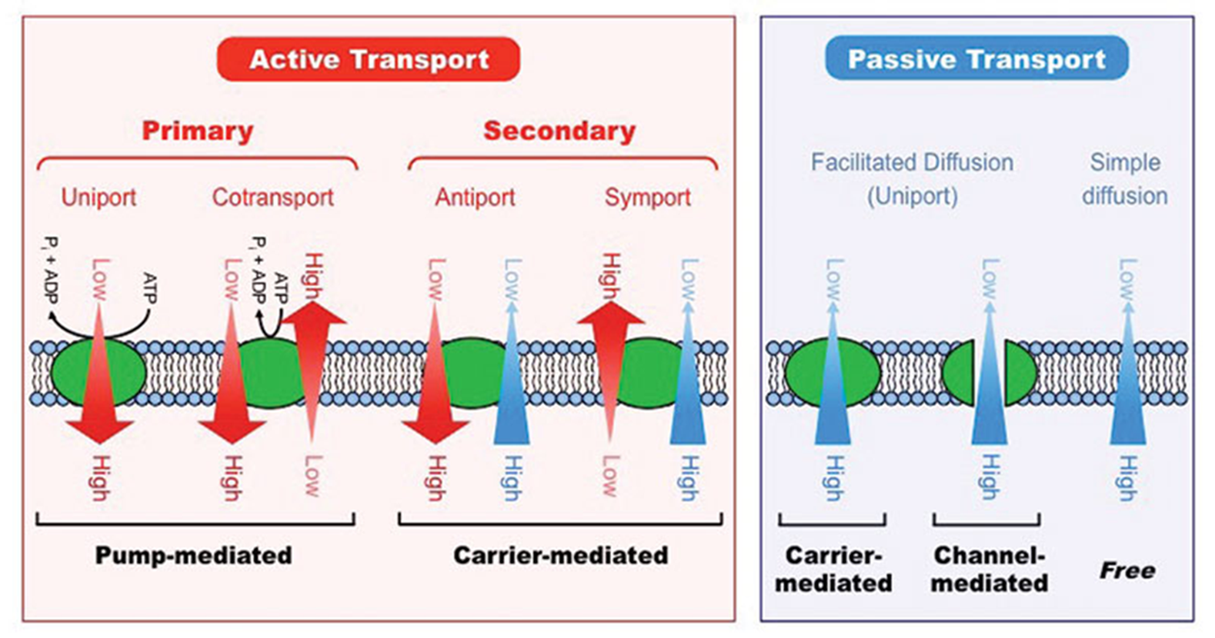 Active Transport
Primary
Secondary
Uniport
Cotransport
Antiport
Symport
Pi + ADP
Low
ATP
Low
Pi + ADP
ATP
High
Low
Low
High
Low
High
High
Low
High
High
Low
High
Pump-mediated
Carrier-mediated
Passive Transport
Facilitated Diffusion
(Uniport)
Simple
diffusion
Low
Low
Low
High
High
High
Carrier-
mediated
Channel-
mediated
Free